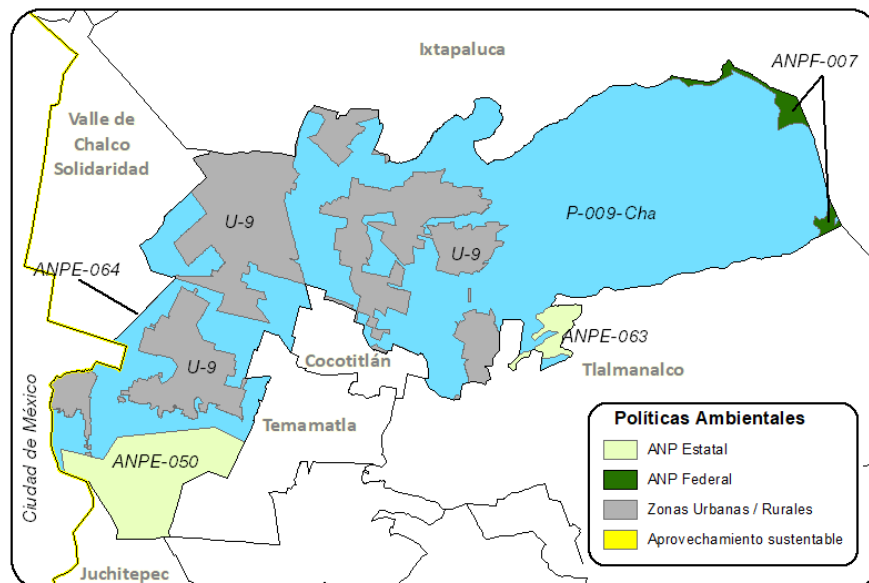 Ixtapaluca
ANPF-007
Valle de
Chalco
Solidaridad
P-009-Cha
U-9
U-9
ANPE-064
ANPE-063
Cocotitlán
U-9
Tlalmanalco
Temamatla
Ciudad de México
ANPE-050
Juchitepec
Políticas Ambientales
ANP Estatal
ANP Federal
Zonas Urbanas / Rurales
Aprovechamiento sustentable